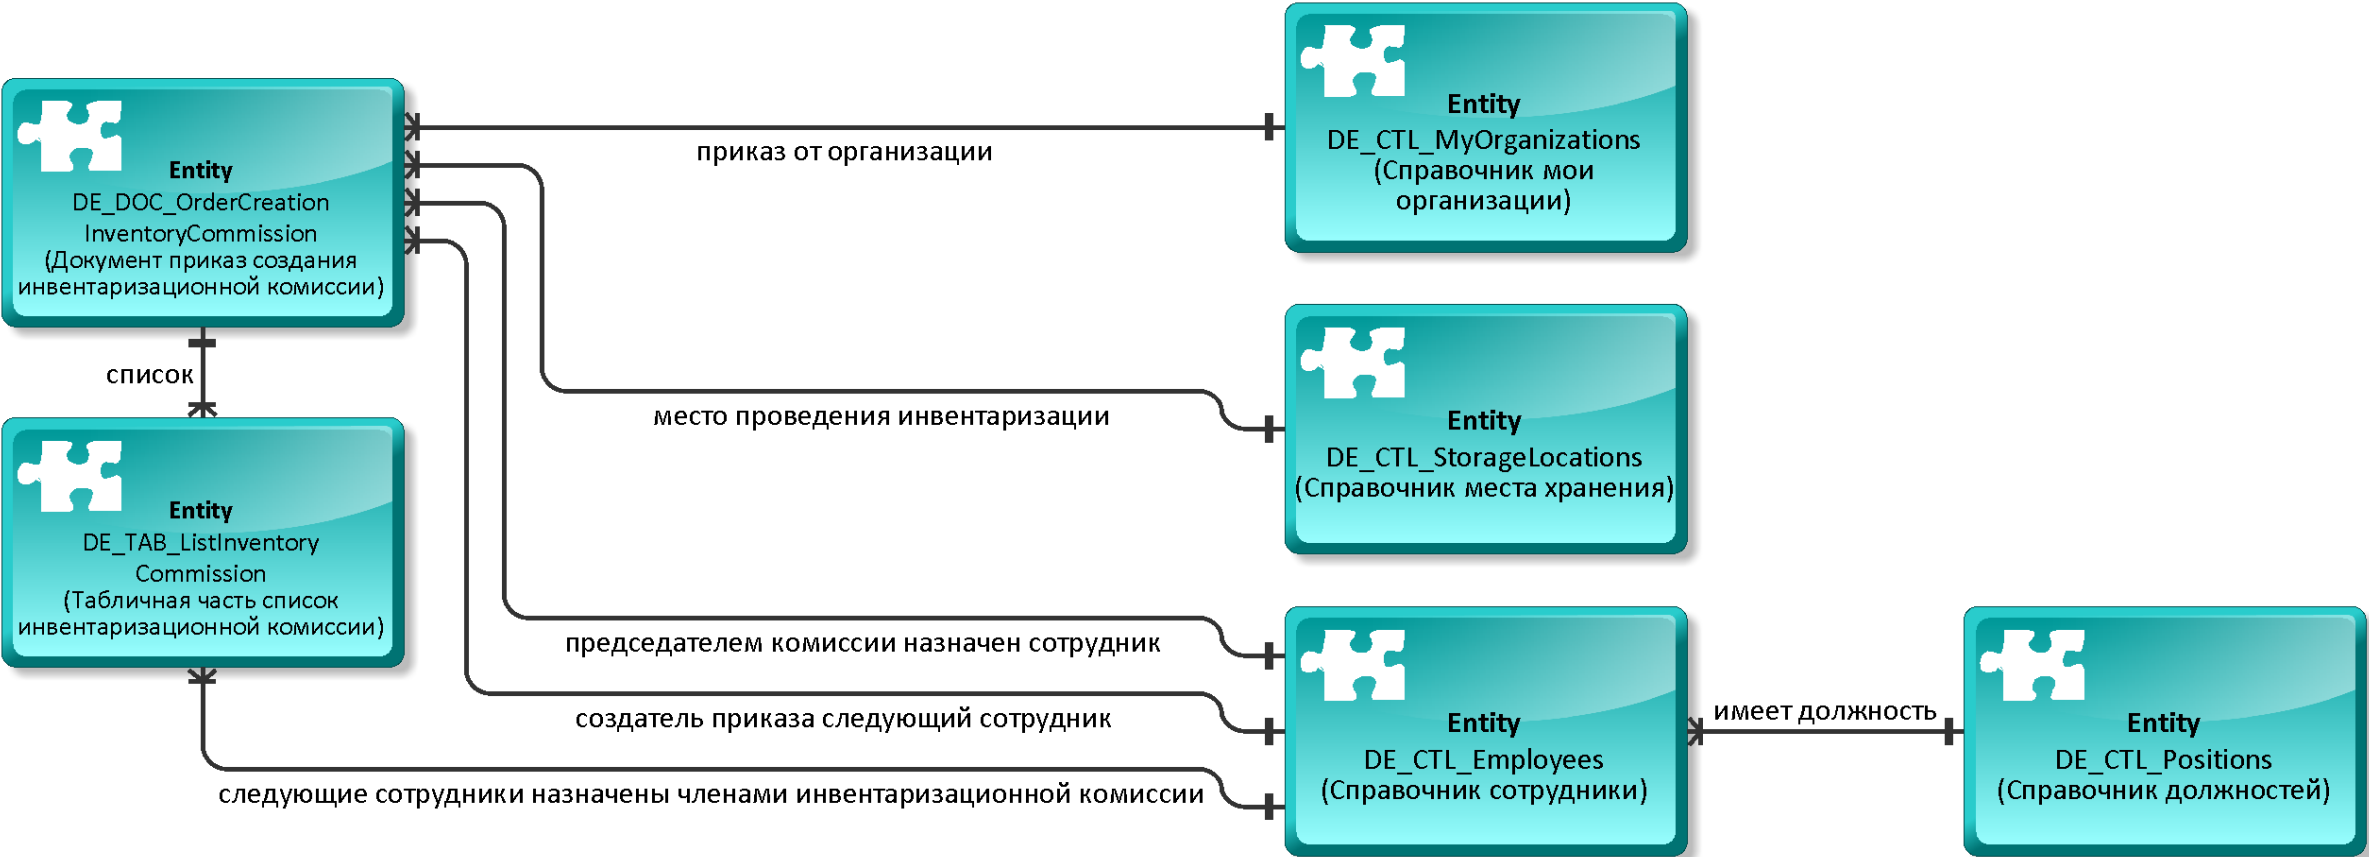 Entity
DE_DOC_OrderCreation
InventoryCommission
(Документ приказ создания
инвентаризационной комиссии)
список
Entity
DE_TAB_ListInventory
Commission
(Табличная часть список
инвентаризационной комиссии)
приказ от организации
Entity
DE_CTL_MyOrganizations
(Справочник мои
организации)
место проведения инвентаризации
Entity
DE_CTL_StorageLocations
(Справочник места хранения)
председателем комиссии назначен сотрудник
создатель приказа следующий сотрудник
следующие сотрудники назначены членами инвентаризационной комиссии
Entity
DE_CTL_Employees
(Справочник сотрудники)
имеет должность
Entity
DE_CTL_Positions
(Справочник должностей)